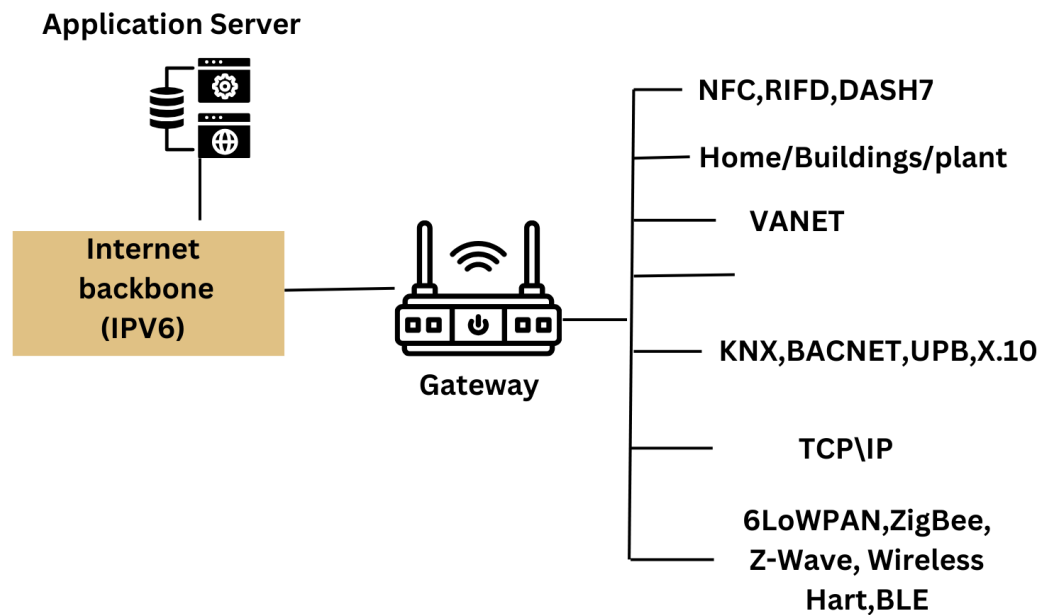 Application Server
Internet
backbone
(IPV6)
Gateway
NFC,RIFD,DASH7
Home/Buildings/plant
VANET
KNX,BACNET,UPB,X.10
TCP\IP
6LoWPAN,ZigBee,
Z-Wave, Wireless
Hart,BLE